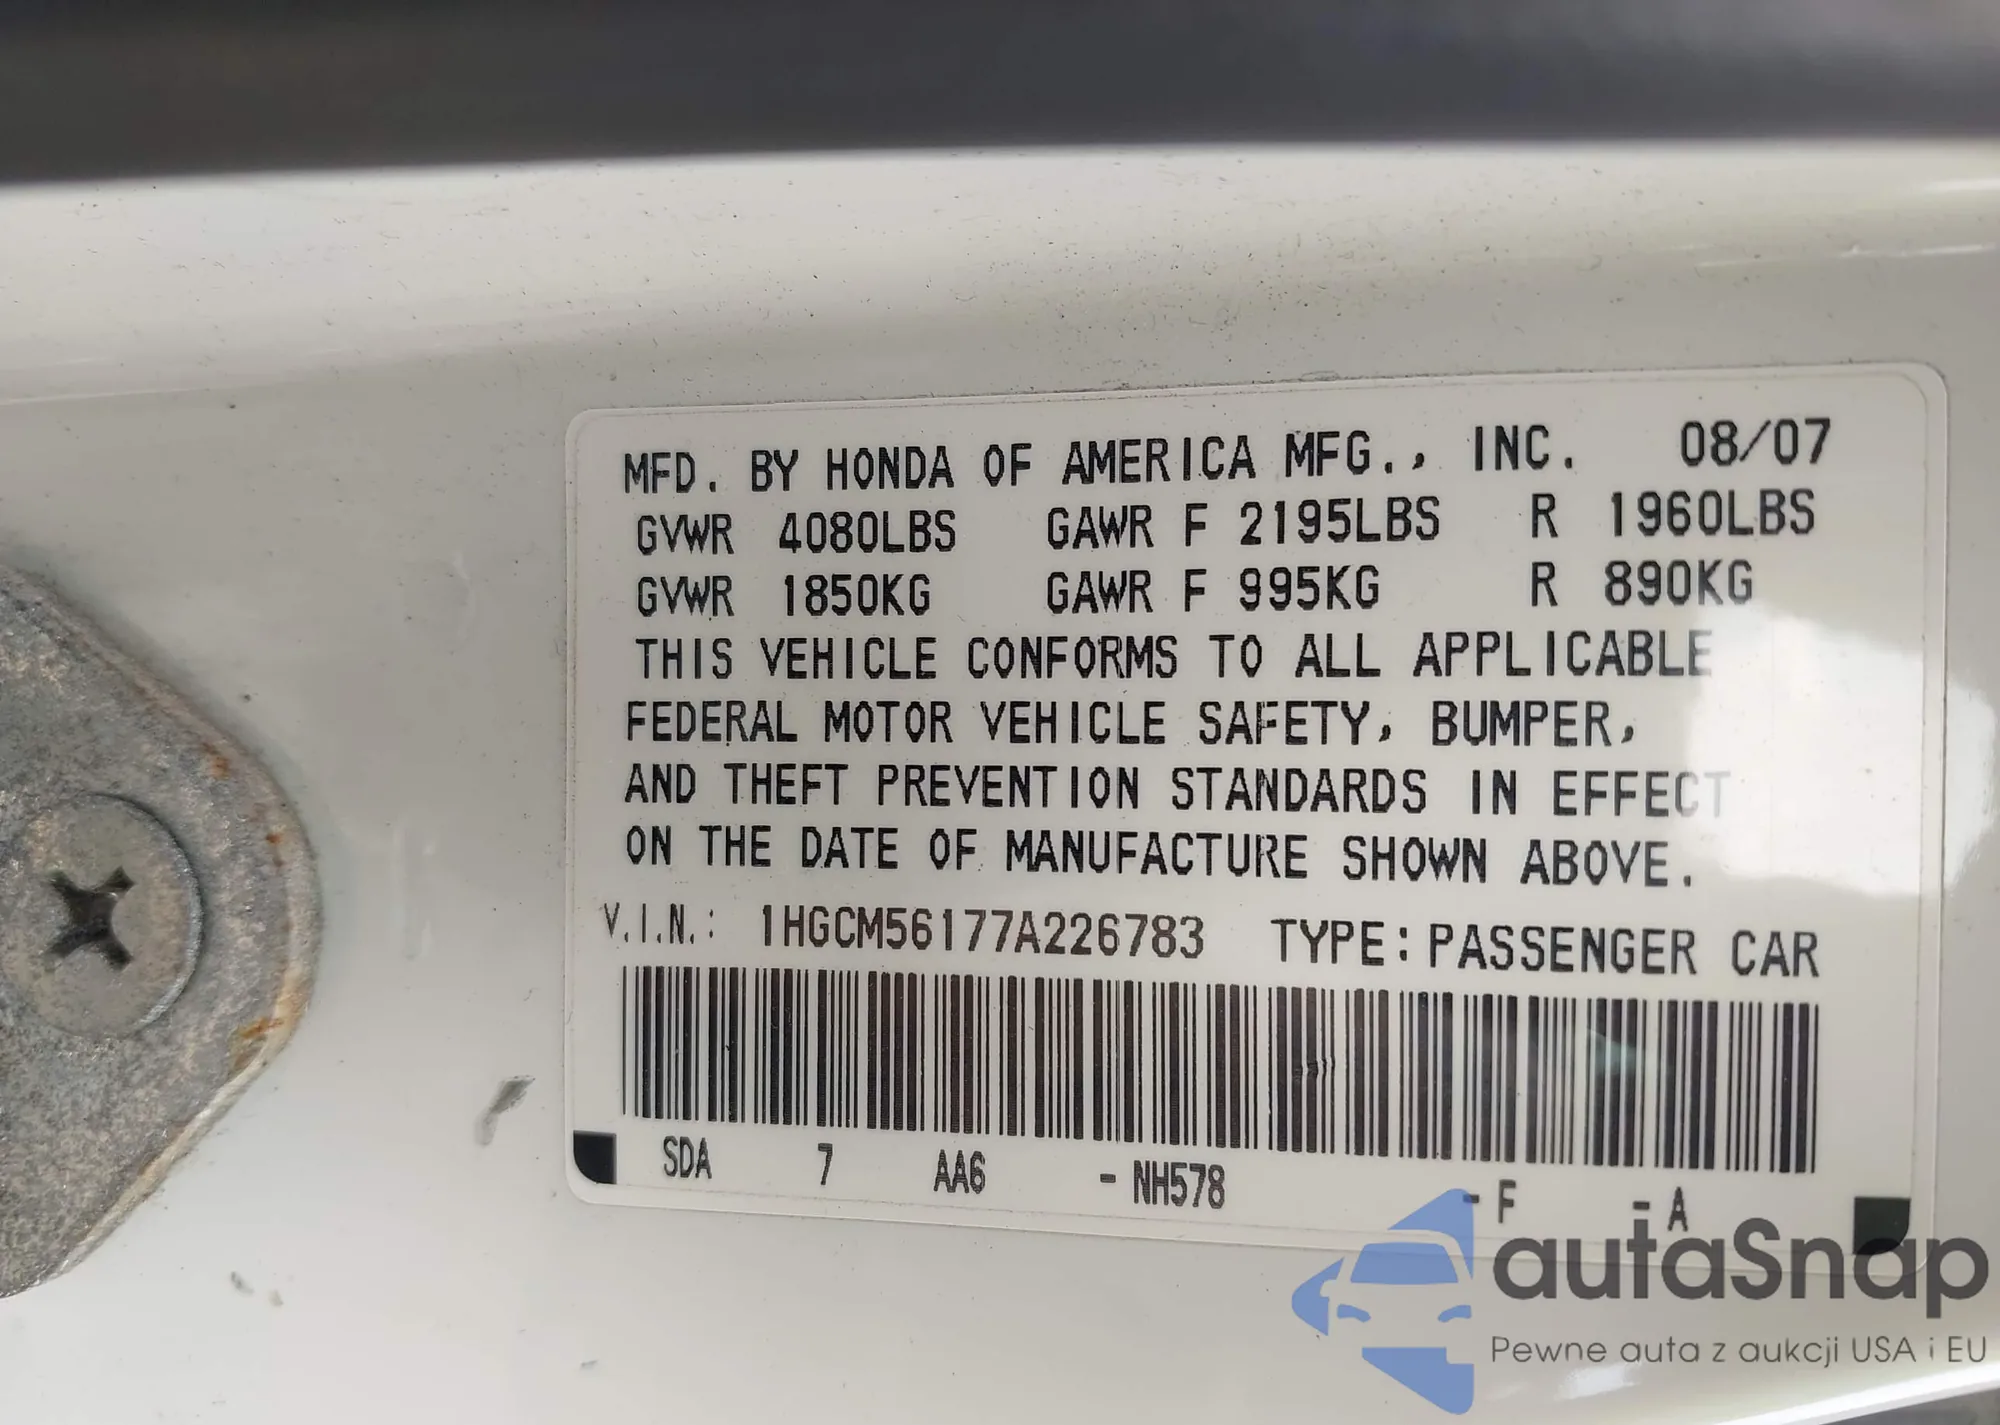 MFD. BY HONDA OF AMERICA MFG., INC. 08/07
GVWR 4080LBS GAWR F 2195LBS R 1960LBS
GVWR 1850KG GAWR F 995KG R 890KG
THIS VEHICLE CONFORMS TO ALL APPLICABLE
FEDERAL MOTOR VEHICLE SAFETY, BUMPER,
AND THEFT PREVENTION STANDARDS IN EFFECT
ON THE DATE OF MANUFACTURE SHOWN ABOVE.
V.I.N.: 1HGCM56177A226783 TYPE: PASSENGER CAR
SDA 7 AA6 - NH578 - F - A
autaSnap
Pewne auta z aukcji USA i EU